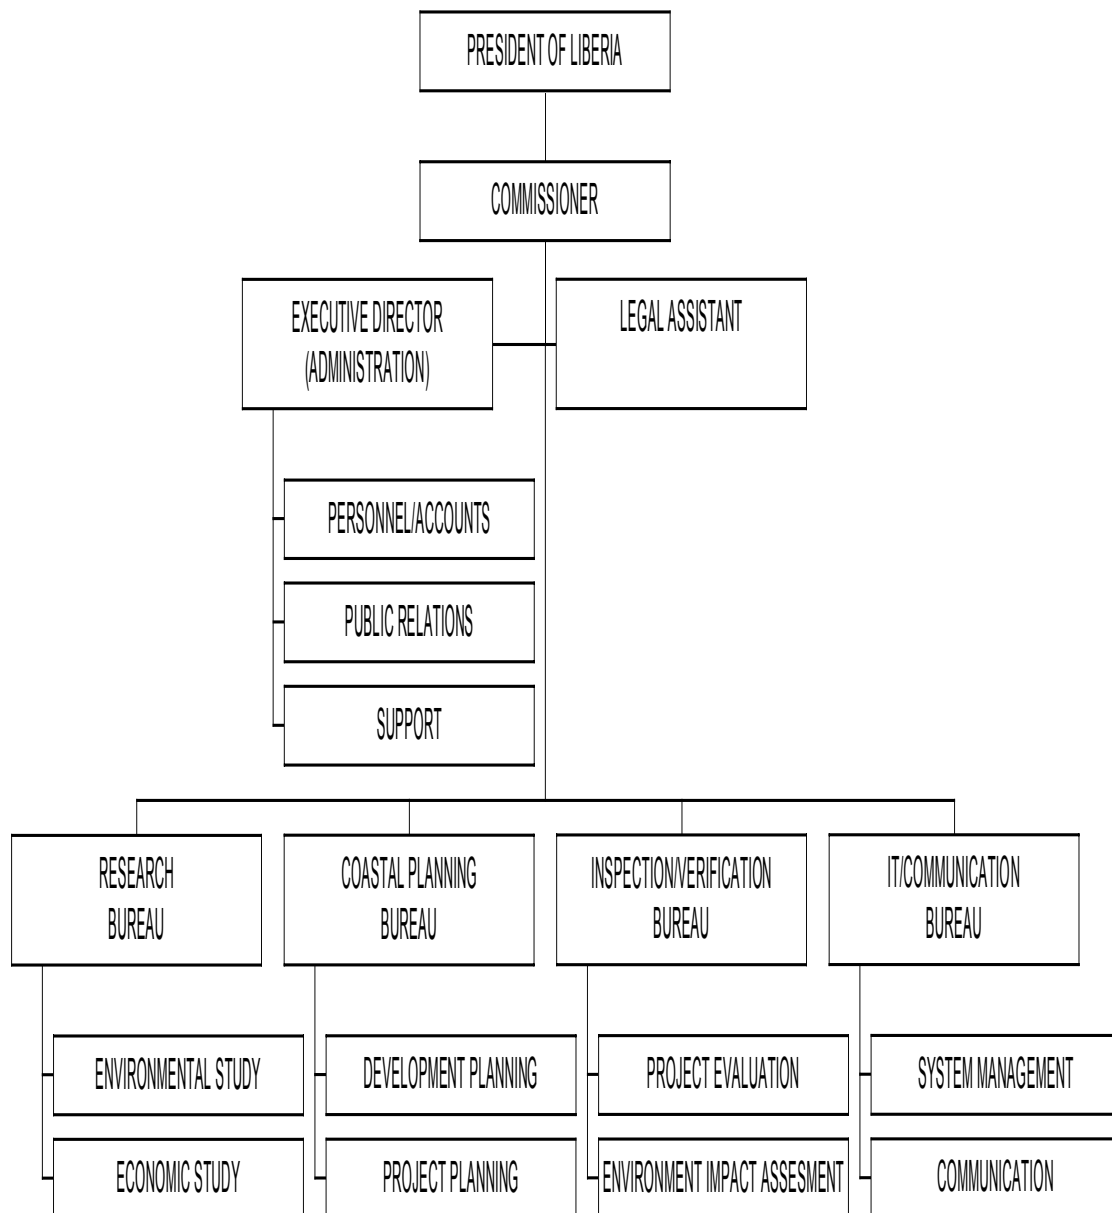 PRESIDENT OF LIBERIA
COMMISSIONER
EXECUTIVE DIRECTOR
(ADMINISTRATION)
LEGAL ASSISTANT
PERSONNEL/ACCOUNTS
PUBLIC RELATIONS
SUPPORT
RESEARCH
BUREAU
COASTAL PLANNING
BUREAU
INSPECTION/VERIFICATION
BUREAU
IT/COMMUNICATION
BUREAU
ENVIRONMENTAL STUDY
DEVELOPMENT PLANNING
PROJECT EVALUATION
SYSTEM MANAGEMENT
ECONOMIC STUDY
PROJECT PLANNING
ENVIRONMENT IMPACT ASSESMENT
COMMUNICATION